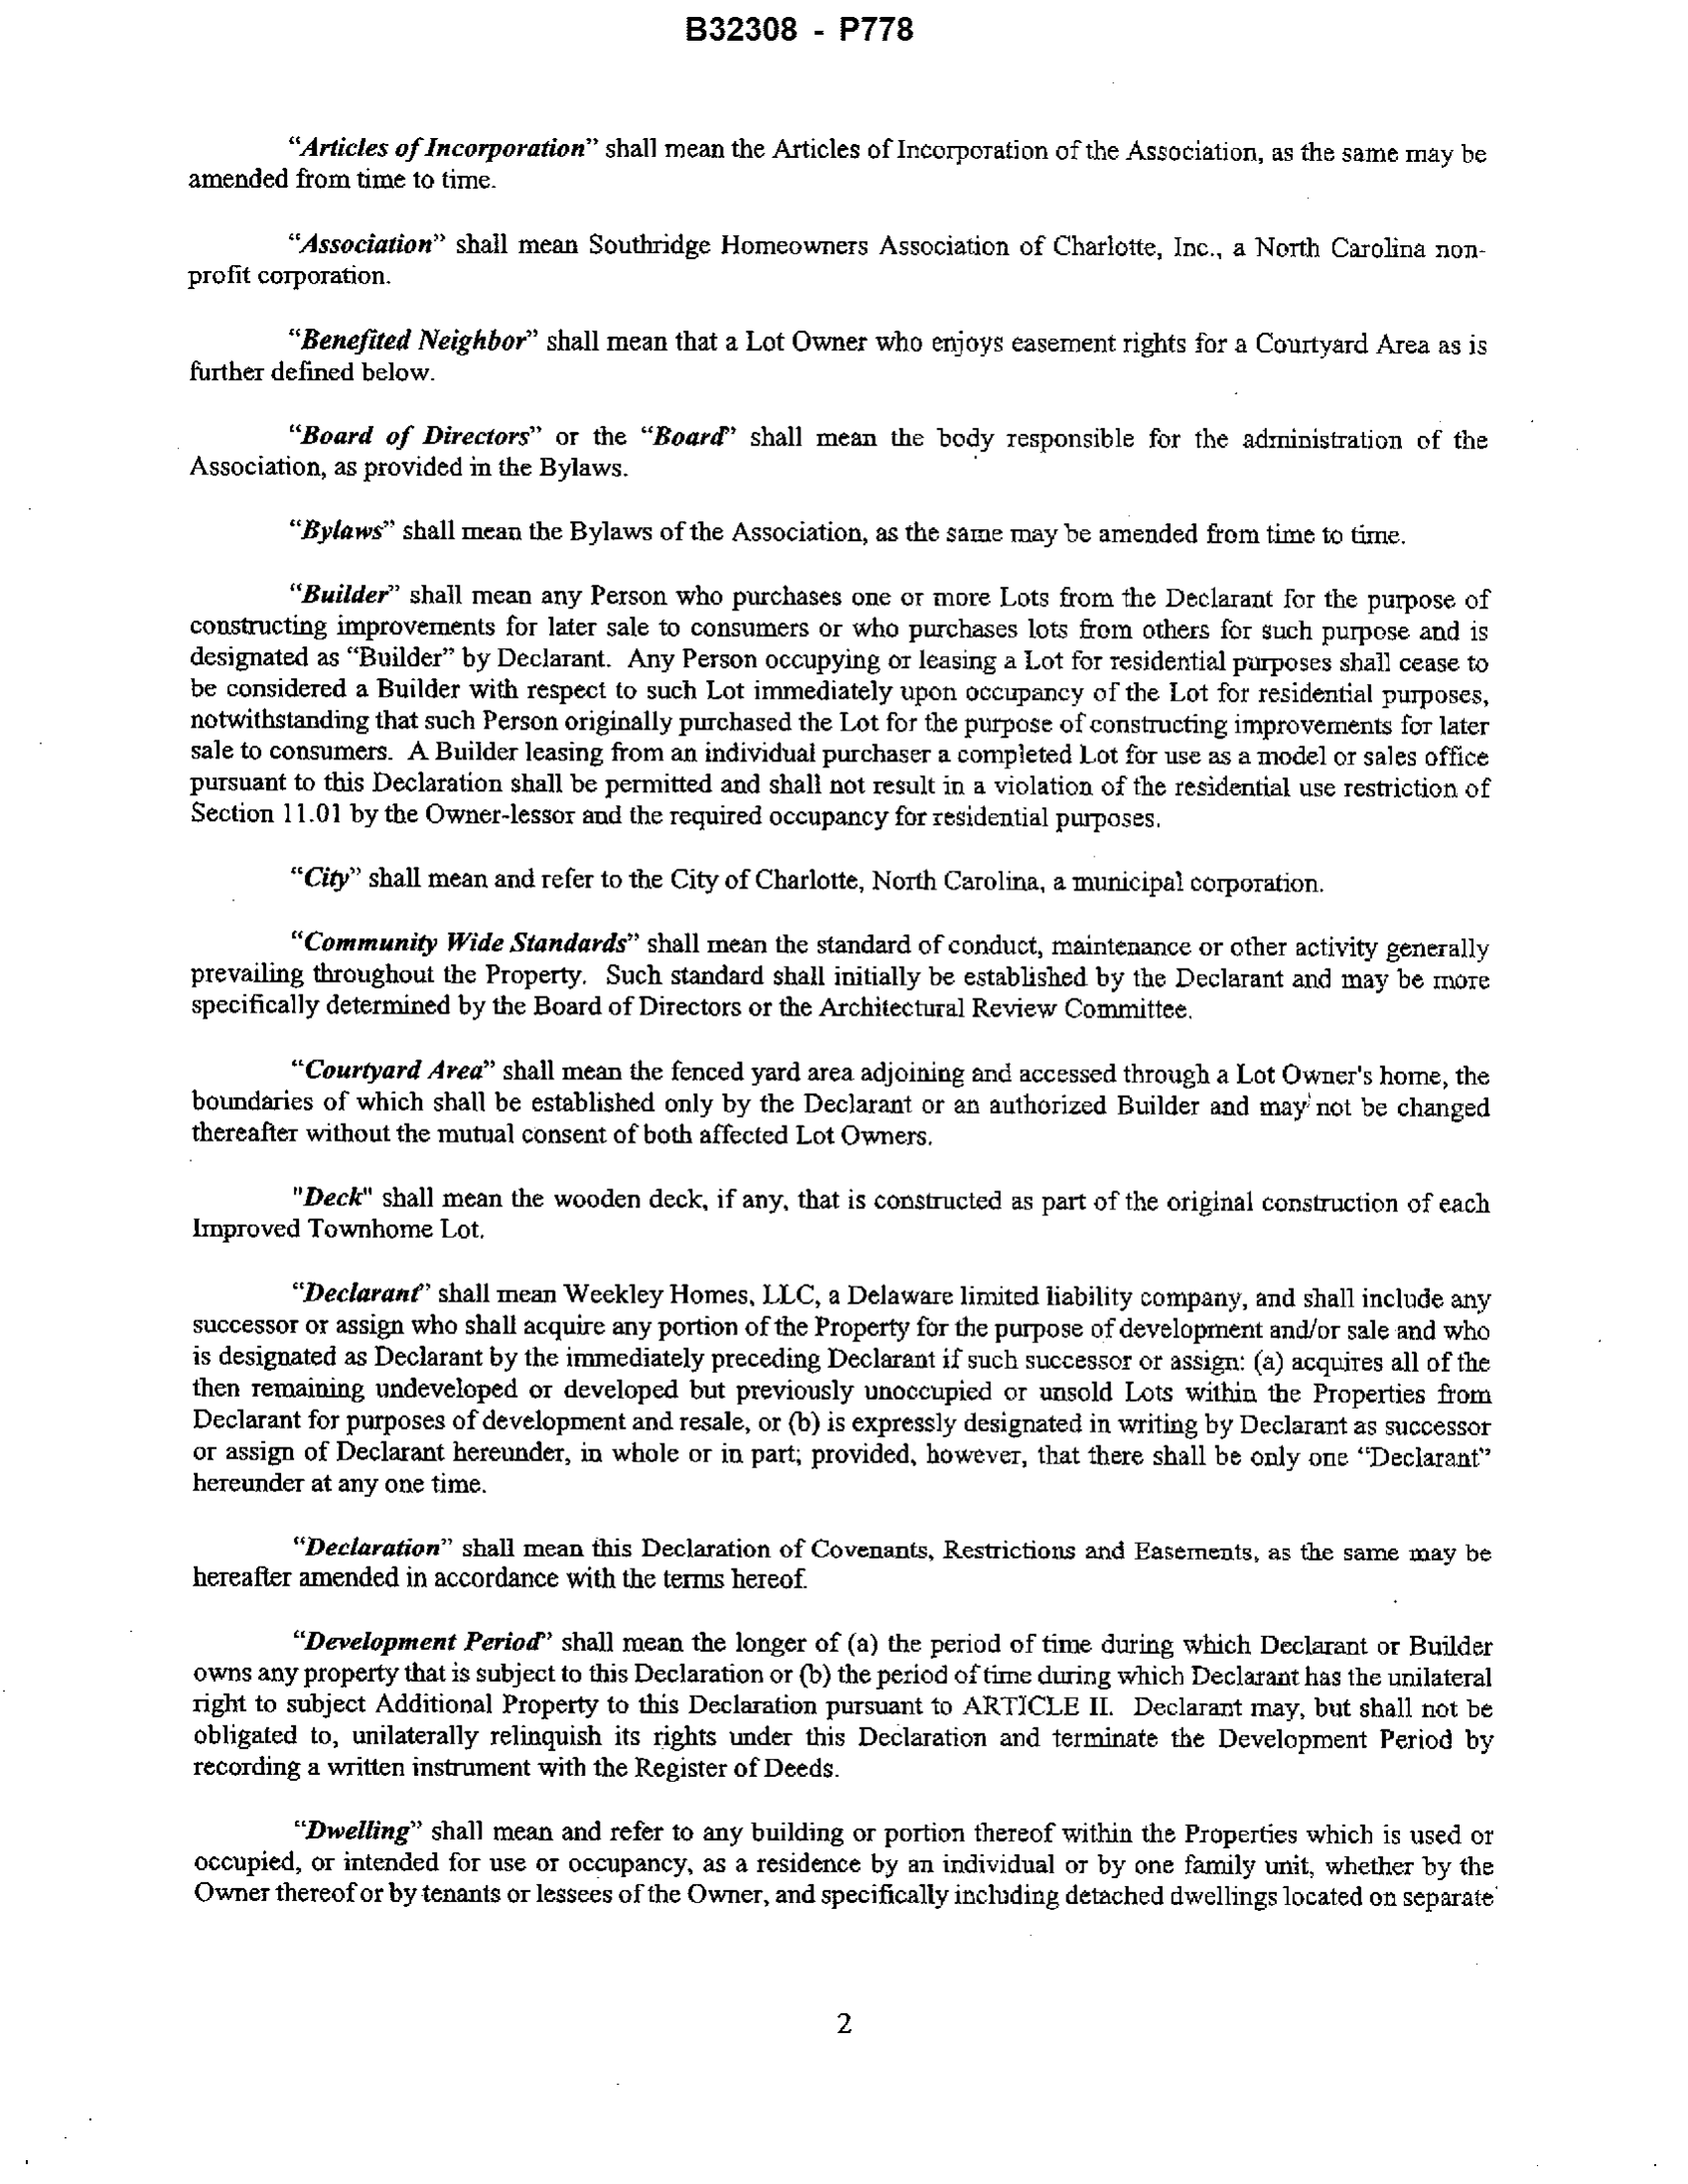 B32308 - P778
“Articles of Incorporation” shall mean the Articles of Incorporation of the Association, as the same may be
amended from time to time.
“Association” shall mean Southridge Homeowners Association of Charlotte, Inc., a North Carolina non-
profit corporation.
“Benefited Neighbor” shall mean that a Lot Owner who enjoys easement rights for a Courtyard Area as is
further defined below.
“Board of Directors” or the “Board” shall mean the body responsible for the administration of the
Association, as provided in the Bylaws.
“Bylaws” shall mean the Bylaws of the Association, as the same may be amended from time to time.
“Builder” shall mean any Person who purchases one or more Lots from the Declarant for the purpose of
constructing improvements for later sale to consumers or who purchases lots from others for such purpose and is
designated as “Builder” by Declarant. Any Person occupying or leasing a Lot for residential purposes shall cease to
be considered a Builder with respect to such Lot immediately upon occupancy of the Lot for residential purposes,
notwithstanding that such Person originally purchased the Lot for the purpose of constructing improvements for later
sale to consumers. A Builder leasing from an individual purchaser a completed Lot for use as a model or sales office
pursuant to this Declaration shall be permitted and shall not result in a violation of the residential use restriction of
Section 11.01 by the Owner-lessor and the required occupancy for residential purposes.
“City” shall mean and refer to the City of Charlotte, North Carolina, a municipal corporation.
“Community Wide Standards” shall mean the standard of conduct, maintenance or other activity generally
prevailing throughout the Property. Such standard shall initially be established by the Declarant and may be more
specifically determined by the Board of Directors or the Architectural Review Committee.
“Courtyard Area” shall mean the fenced yard area adjoining and accessed through a Lot Owner's home, the
boundaries of which shall be established only by the Declarant or an authorized Builder and may not be changed
thereafter without the mutual consent of both affected Lot Owners.
"Deck" shall mean the wooden deck, if any, that is constructed as part of the original construction of each
Improved Townhome Lot.
“Declarant” shall mean Weekley Homes, LLC, a Delaware limited liability company, and shall include any
successor or assign who shall acquire any portion of the Property for the purpose of development and/or sale and who
is designated as Declarant by the immediately preceding Declarant if such successor or assign: (a) acquires all of the
then remaining undeveloped or developed but previously unoccupied or unsold Lots within the Properties from
Declarant for purposes of development and resale, or (b) is expressly designated in writing by Declarant as successor
or assign of Declarant hereunder, in whole or in part; provided, however, that there shall be only one “Declarant”
hereunder at any one time.
“Declaration” shall mean this Declaration of Covenants, Restrictions and Easements, as the same may be
hereafter amended in accordance with the terms hereof.
“Development Period” shall mean the longer of (a) the period of time during which Declarant or Builder
owns any property that is subject to this Declaration or (b) the period of time during which Declarant has the unilateral
right to subject Additional Property to this Declaration pursuant to ARTICLE II. Declarant may, but shall not be
obligated to, unilaterally relinquish its rights under this Declaration and terminate the Development Period by
recording a written instrument with the Register of Deeds.
“Dwelling” shall mean and refer to any building or portion thereof within the Properties which is used or
occupied, or intended for use or occupancy, as a residence by an individual or by one family unit, whether by the
Owner thereof or by tenants or lessees of the Owner, and specifically including detached dwellings located on separate
2